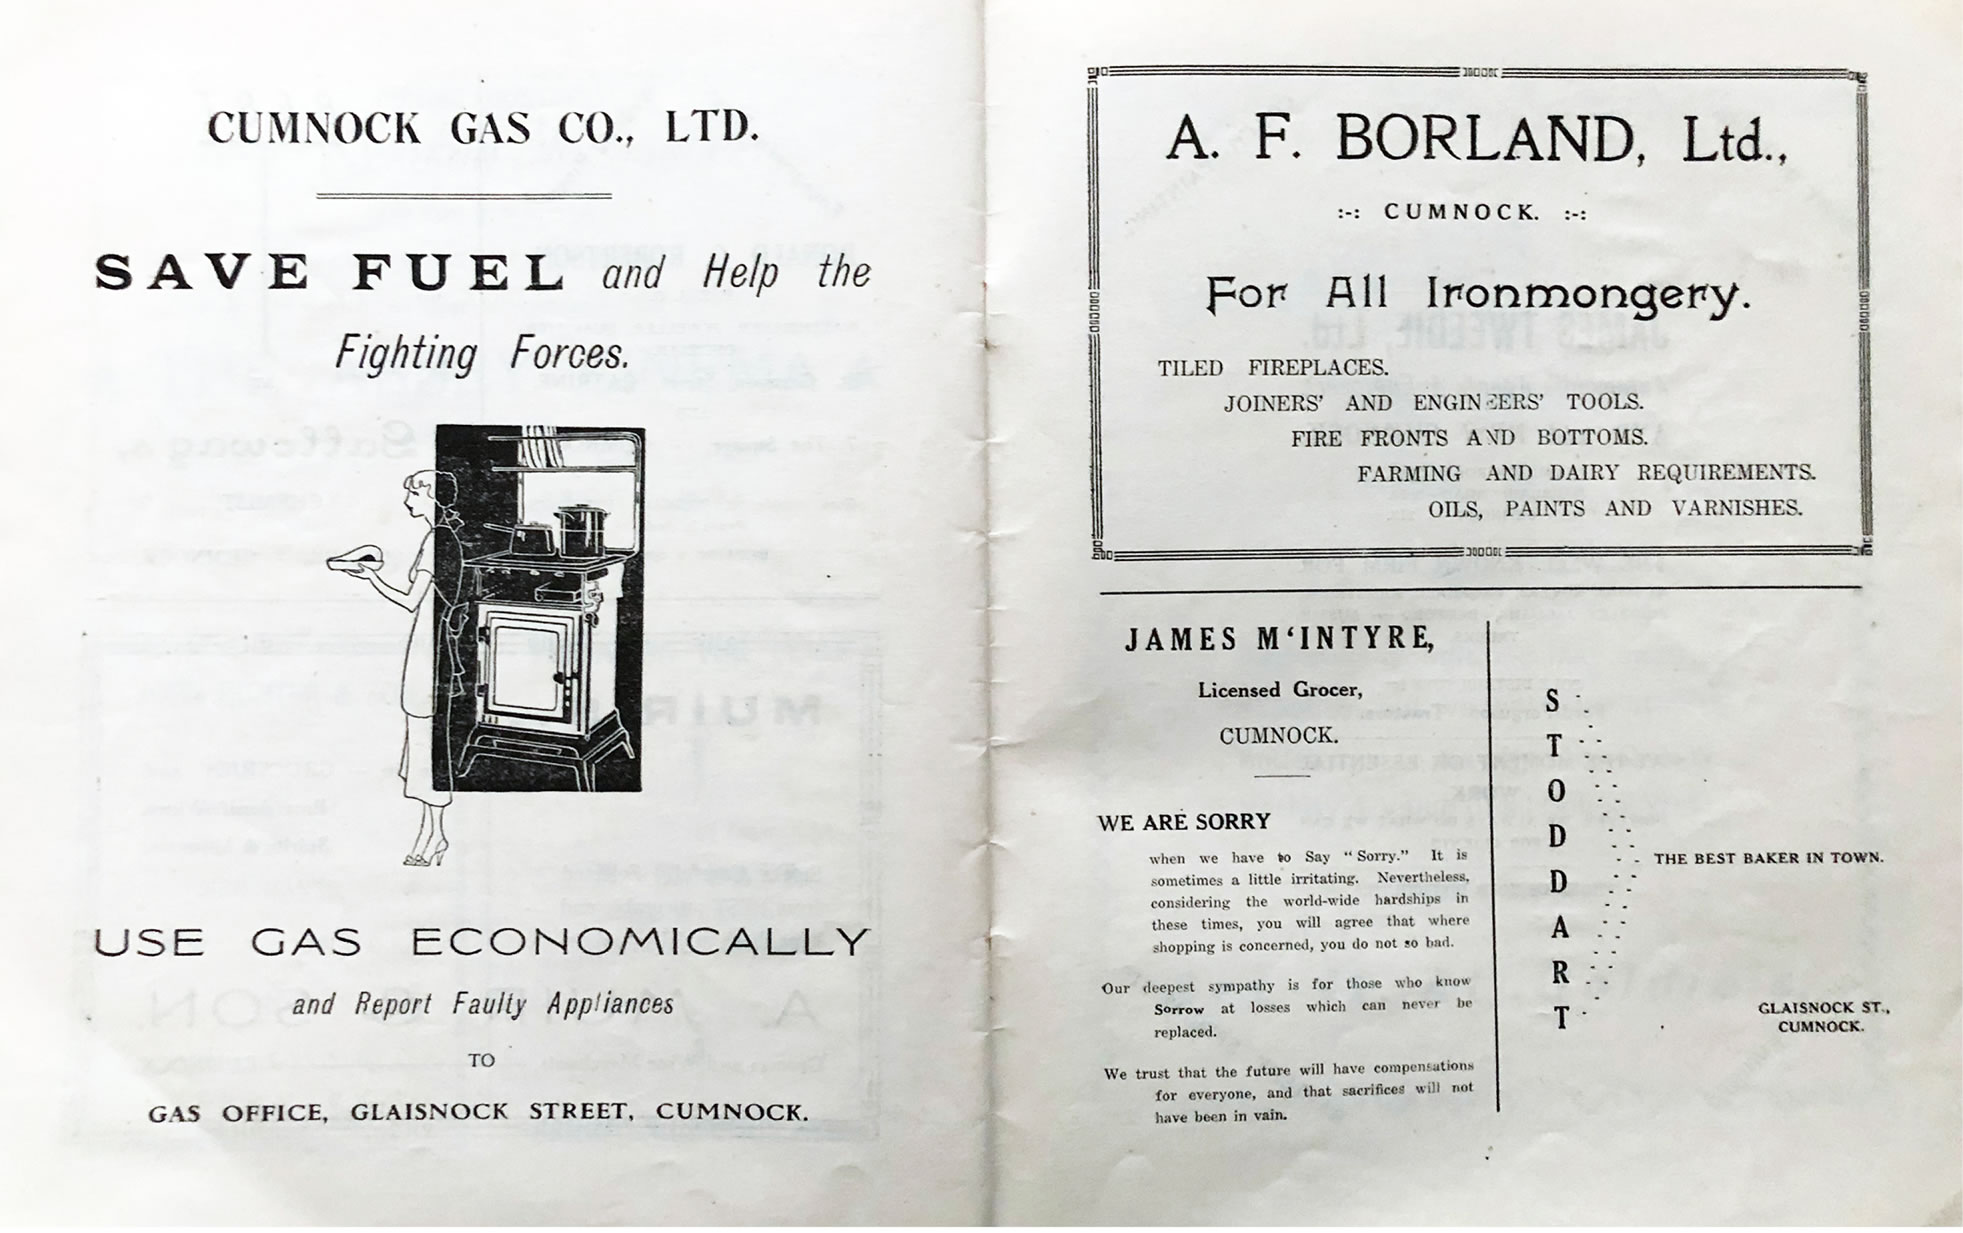 CUMNOCK GAS CO., LTD.
SAVE FUEL and Help the
Fighting Forces.
USE GAS ECONOMICALLY
and Report Faulty Appliances
TO
GAS OFFICE, GLAISNOCK STREET, CUMNOCK.
A. F. BORLAND, Ltd.,
:-: CUMNOCK. :-:
For All Ironmongery.
TILED FIREPLACES.
JOINERS' AND ENGINEERS' TOOLS.
FIRE FRONTS AND BOTTOMS.
FARMING AND DAIRY REQUIREMENTS.
OILS, PAINTS AND VARNISHES.
JAMES M‘INTYRE,
Licensed Grocer,
CUMNOCK.
WE ARE SORRY
when we have to Say "Sorry." It is
sometimes a little irritating. Nevertheless,
considering the world-wide hardships in
these times, you will agree that where
shopping is concerned, you do not so bad.
Our deepest sympathy is for those who know
Sorrow at losses which can never be
replaced.
We trust that the future will have compensations
for everyone, and that sacrifices will not
have been in vain.
STODDART
THE BEST BAKER IN TOWN.
GLAISNOCK ST.,
CUMNOCK.